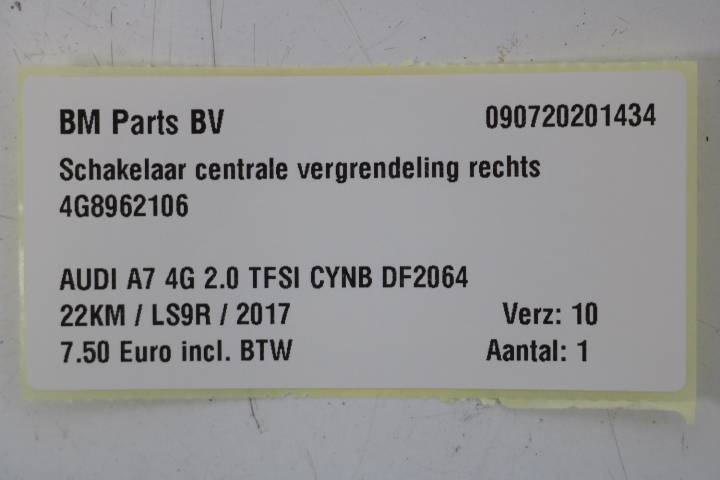 BM Parts BV 090720201434
Schakelaar centrale vergrendeling rechts
4G8962106
AUDI A7 4G 2.0 TFSI CYNB DF2064
22KM / LS9R / 2017 Verz: 10
7.50 Euro incl. BTW Aantal: 1